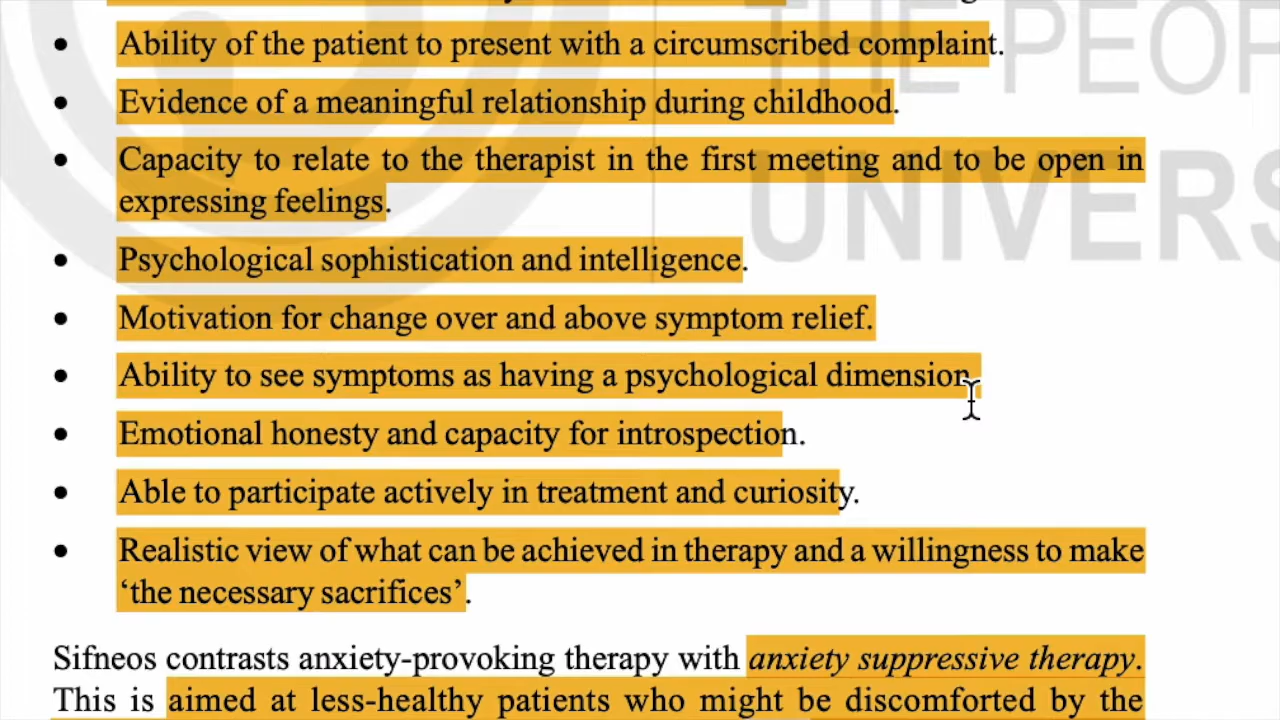 • Ability of the patient to present with a circumscribed complaint.
THE PEOP
• Evidence of a meaningful relationship during childhood.
• Capacity to relate to the therapist in the first meeting and to be open in
expressing feelings.
UNIVERS
• Psychological sophistication and intelligence.
• Motivation for change over and above symptom relief.
• Ability to see symptoms as having a psychological dimension.
• Emotional honesty and capacity for introspection.
• Able to participate actively in treatment and curiosity.
• Realistic view of what can be achieved in therapy and a willingness to make
‘the necessary sacrifices’.
Sifneos contrasts anxiety-provoking therapy with anxiety suppressive therapy.
This is aimed at less-healthy patients who might be discomforted by the